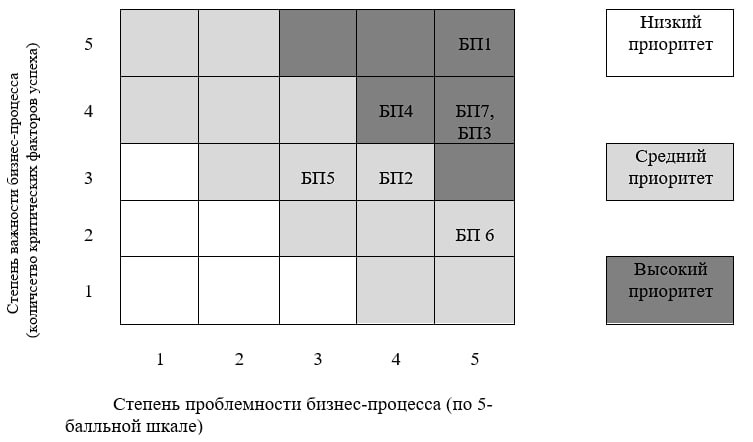 Степень важности бизнес-процесса
(количсетво критических факторов успеха)
5
БП1
4
БП4
БП7,
БП3
3
БП5
БП2
2
БП 6
1
1
2
3
4
5
Степень проблемности бизнес-процесса (по 5-
балльной шкале)
Низкий
приоритет
Средний
приоритет
Высокий
приоритет